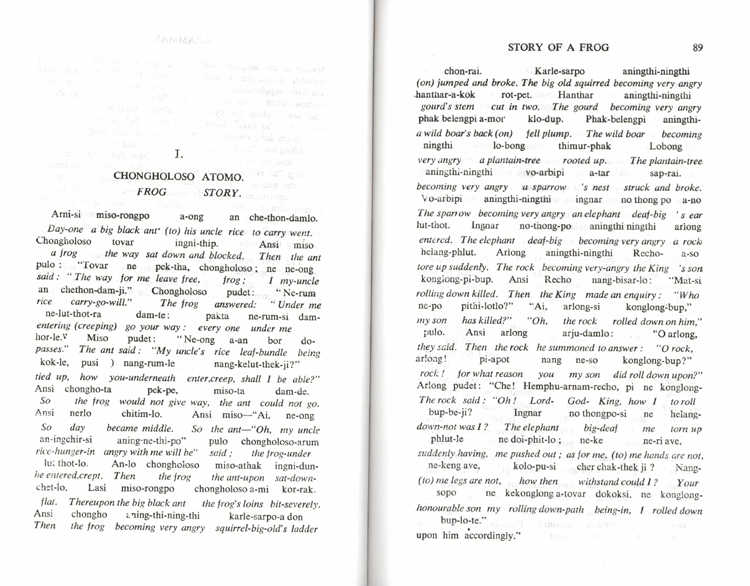 I.
CHONGHOLOSO ATOMO.
FROG STORY.
Arni-si miso-rongpo a-ong an che-thon-damlo.
Day-one a big black ant' (to) his uncle rice to carry went.
Chongholoso tovar ingni-thip. Ansi miso
a frog the way sat down and blocked. Then the ant
pulo : "Tovar ne pek-tha, chongholoso ; ne ne-ong
said : "The way for me leave free, frog ; I my-uncle
an chethon-dam-ji." Chongholoso pudet : "Ne-rum
rice carry-go-will." The frog answered: "Under me
ne-lut-thot-ra dam-te : pakta ne-rum-si dam-
entering (creeping) go your way : every one under me
hor-le." Miso pudet : "Ne-ong a-an bor do-
passes." The ant said : "My uncle's rice leaf-bundle being
kok-le, pusi ) nang-rum-le nang-kelut-thek-ji?"
tied up, how you-underneath enter,creep, shall I be able?"
Ansi chongho-ta pek-pe, miso-ta dam-de.
So the frog would not give way, the ant could not go.
Ansi nerlo chitim-lo. Ansi miso—"Ai, ne-ong
So day became middle. So the ant—"Oh, my uncle
an-ingchir-si aning-ne-thi-po" pulo chongholoso-arum
rice-hunger-in angry with me will be" said ; the frog-under
lut thot-lo. An-lo chongholoso miso-athak ingni-dun-
he entered,crept. Then the frog the ant-upon sat-down-
chet-lo. Lasi miso-rongpo chongholoso a-mi kor-rak.
flat. Thereupon the big black ant the frog's loins bit-severely.
Ansi chongho aning-thi-ning-thi karle-sarpo-a don
Then the frog becoming very angry squirrel-big-old's ladder
STORY OF A FROG 89
chon-rai. Karle-sarpo aningthi-ningthi
(on) jumped and broke. The big old squirred becoming very angry
hanthar-a-kok rot-pet. Hanthar aningthi-ningthi
gourd's stem cut in two. The gourd becoming very angry
phak belengpi a-mor klo-dup. Phak-belengpi aningthi-
a wild boar's back (on) fell plump. The wild boar becoming
ningthi lo-bong thimur-phak Lobong
very angry a plantain-tree rooted up. The plantain-tree
aningthi-ningthi vo-arbipi a-tar sap-rai.
becoming very angry a sparrow 's nest struck and broke.
Vo-arbipi aningthi-ningthi ingnar no thong po a-no
The sparrow becoming very angry an elephant deaf-big 's ear
lut-thot. Ingnar no-thong-po aningthi ningthi arlong
entered. The elephant deaf-big becoming very angry a rock
helang-phlut. Arlong aningthi-ningthi Recho- a-so
tore up suddenly. The rock becoming very-angry the King 's son
konglong-pi-bup. Ansi Recho nang-bisar-lo : "Mat-si
rolling down killed. Then the King made an enquiry : "Who
ne-po pithi-lotlo?" "Ai, arlong-si konglong-bup,"
my son has killed?" "Oh, the rock rolled down on him,"
pulo. Ansi arlong arju-damlo : "O arlong,
they said. Then the rock he summoned to answer : "O rock,
arlong! pi-apot nang ne-so konglong-bup?"
rock ! for what reason you my son did roll down upon?"
Arlong pudet : "Che! Hemphu-arnam-recho, pi ne konglong-
The rock said : "Oh! Lord- God- King, how I to roll
bup-be-ji? Ingnar no thongpo-si ne helang-
down-not was I ? The elephant big-deaf me torn up
phlut-le ne doi-phit-lo ; ne-ke ne-ri ave,
suddenly having, me pushed out ; as for me, (to) me hands are not,
ne-keng ave, kolo-pu-si cher chak-thek ji ? Nang-
(to) me legs are not, how then withstand could I ? Your
sopo ne kekonglong-a-tovar dokoksi, ne konglong-
honourable son my rolling down-path being-in, I rolled down
bup-lo-te."
upon him accordingly."